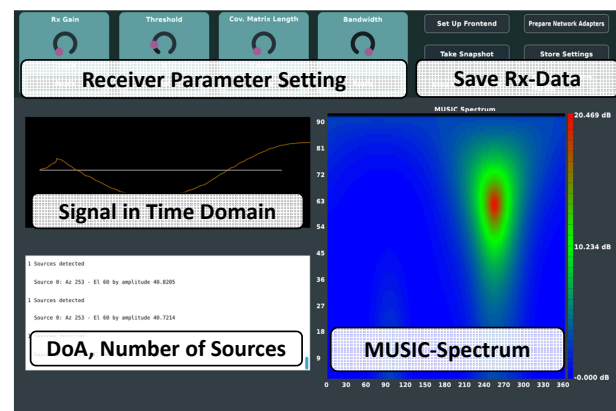 Rx Gain
Threshold
Cov. Matrix Length
Bandwidth
Set Up Frontend
Prepare Network Adapters
Take Snapshot
Store Settings
Receiver Parameter Setting
Save Rx-Data
MUSIC Spectrum
Signal in Time Domain
1 Sources detected
Source 0: Az 253 - El 60 by amplitude 40.8205
1 Sources detected
Source 0: Az 253 - El 60 by amplitude 40.7214
DoA, Number of Sources
MUSIC-Spectrum
90
81
72
63
54
45
36
27
18
9
0 30 60 90 120 150 180 210 240 270 300 330 360
20.469 dB
10.234 dB
-0.000 dB